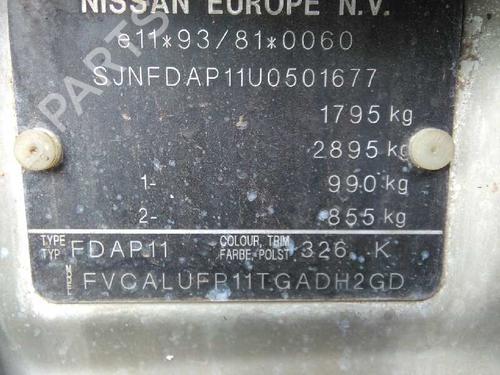 NISSAN EUROPE N.V.
e11*93/81*0060
SJNFDAP11U0501677
1795 kg
2895 kg
1- 990 kg
2- 855 kg
TYPE TYP FDAP11 COLOUR, TRIM FARBE, POLST 326 K
FVCALUFP11TGADH2GD